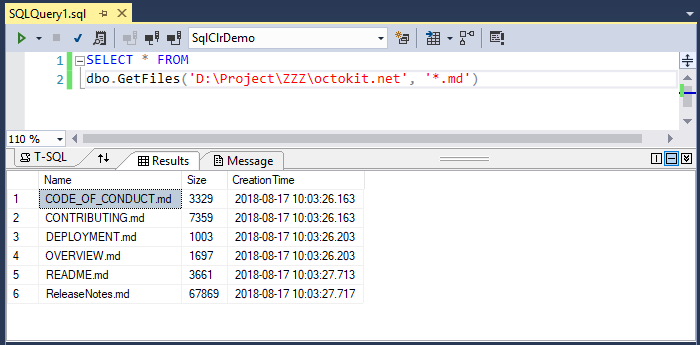 SQLQuery1.sql
SqlClrDemo
1 SELECT * FROM
2 dbo.GetFiles('D:\Project\ZZZ\octokit.net', '*.md')
110 %
T-SQL Results Message
Name Size CreationTime
1 CODE_OF_CONDUCT.md 3329 2018-08-17 10:03:26.163
2 CONTRIBUTING.md 7359 2018-08-17 10:03:26.163
3 DEPLOYMENT.md 1003 2018-08-17 10:03:26.203
4 OVERVIEW.md 1697 2018-08-17 10:03:26.203
5 README.md 3661 2018-08-17 10:03:27.713
6 ReleaseNotes.md 67869 2018-08-17 10:03:27.717